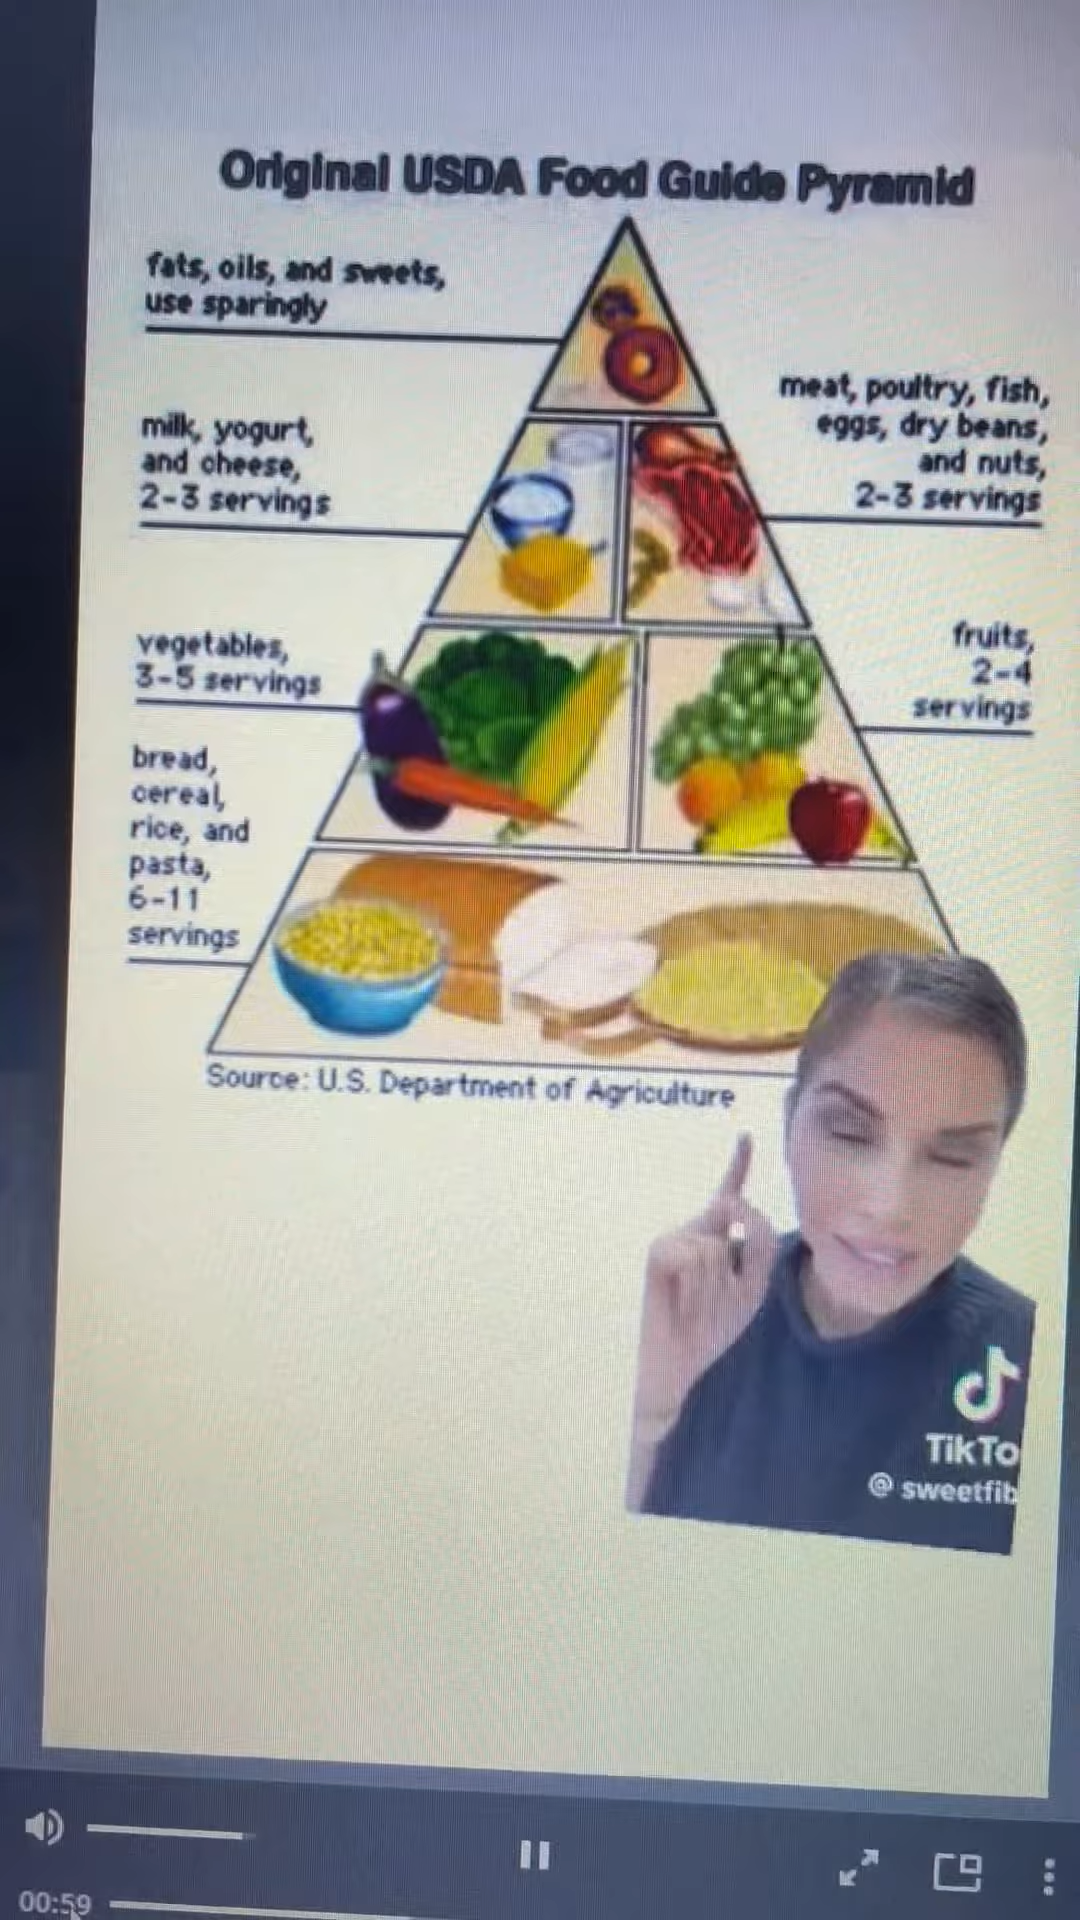 Original USDA Food Guide Pyramid
fats, oils, and sweets,
use sparingly
meat, poultry, fish,
eggs, dry beans,
and nuts,
2-3 servings
milk, yogurt,
and cheese,
2-3 servings
vegetables,
3-5 servings
fruits,
2-4
servings
bread,
cereal,
rice, and
pasta,
6-11
servings
Source: U.S. Department of Agriculture
TikTo
@ sweetfib
00:59